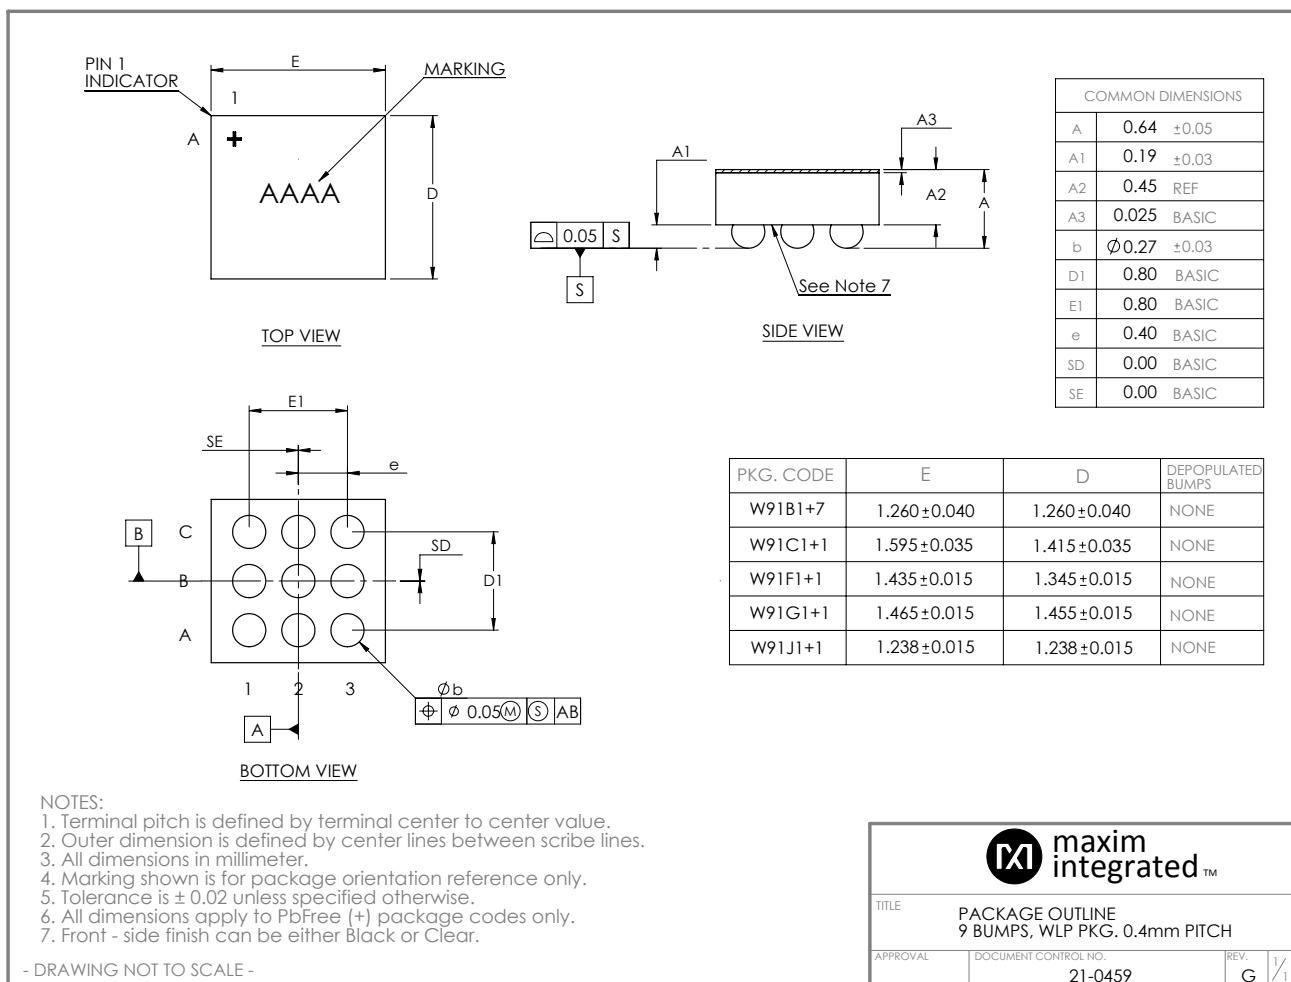 PIN 1
INDICATOR
E
MARKING
1
A
+
AAAA
D
TOP VIEW
A3
A1
A2
A
0.05 S
S
See Note 7
SIDE VIEW
COMMON DIMENSIONS
A 0.64 ±0.05
A1 0.19 ±0.03
A2 0.45 REF
A3 0.025 BASIC
b Ø0.27 ±0.03
D1 0.80 BASIC
E1 0.80 BASIC
e 0.40 BASIC
SD 0.00 BASIC
SE 0.00 BASIC
E1
SE
e
B
C
SD
B
D1
A
1 2 3
Øb
⌖ Ø 0.05Ⓜ Ⓢ AB
A
BOTTOM VIEW
PKG. CODE E D DEPOPULATED BUMPS
W91B1+7 1.260±0.040 1.260±0.040 NONE
W91C1+1 1.595±0.035 1.415±0.035 NONE
W91F1+1 1.435±0.015 1.345±0.015 NONE
W91G1+1 1.465±0.015 1.455±0.015 NONE
W91J1+1 1.238±0.015 1.238±0.015 NONE
NOTES:
1. Terminal pitch is defined by terminal center to center value.
2. Outer dimension is defined by center lines between scribe lines.
3. All dimensions in millimeter.
4. Marking shown is for package orientation reference only.
5. Tolerance is ± 0.02 unless specified otherwise.
6. All dimensions apply to PbFree (+) package codes only.
7. Front - side finish can be either Black or Clear.
- DRAWING NOT TO SCALE -
maxim
integrated™
TITLE
PACKAGE OUTLINE
9 BUMPS, WLP PKG. 0.4mm PITCH
APPROVAL
DOCUMENT CONTROL NO.
21-0459
REV.
G
1/1